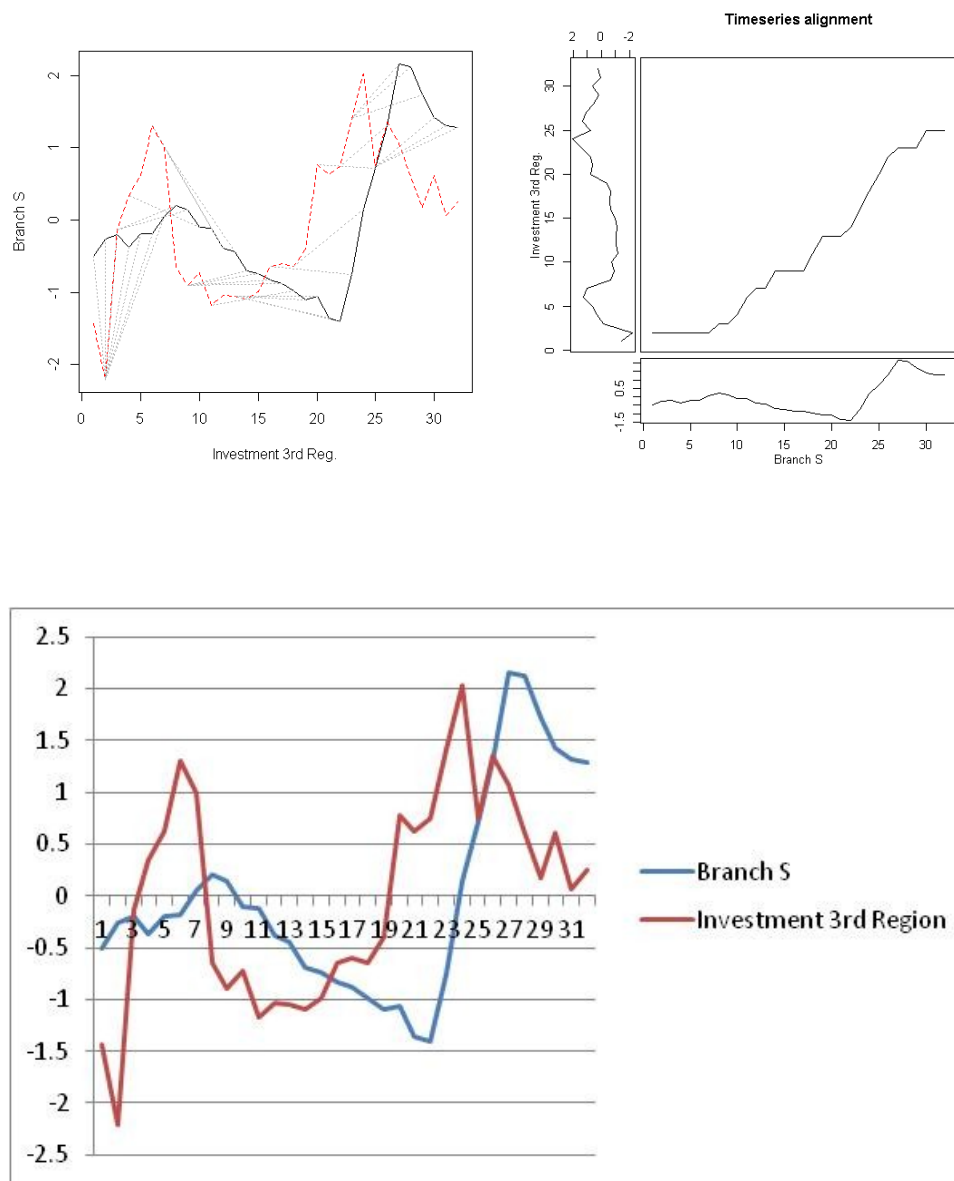 Timeseries alignment
2 0 -2
Branch S
2
1
0
-1
-2
0 5 10 15 20 25 30
Investment 3rd Reg.
Investment 3rd Reg.
30
25
20
15
10
5
0
0.5
-1.5
0 5 10 15 20 25 30
Branch S
2.5
2
1.5
1
0.5
0
-0.5
-1
-1.5
-2
-2.5
1 3 5 7 9 11 13 15 17 19 21 23 25 27 29 31
Branch S
Investment 3rd Region